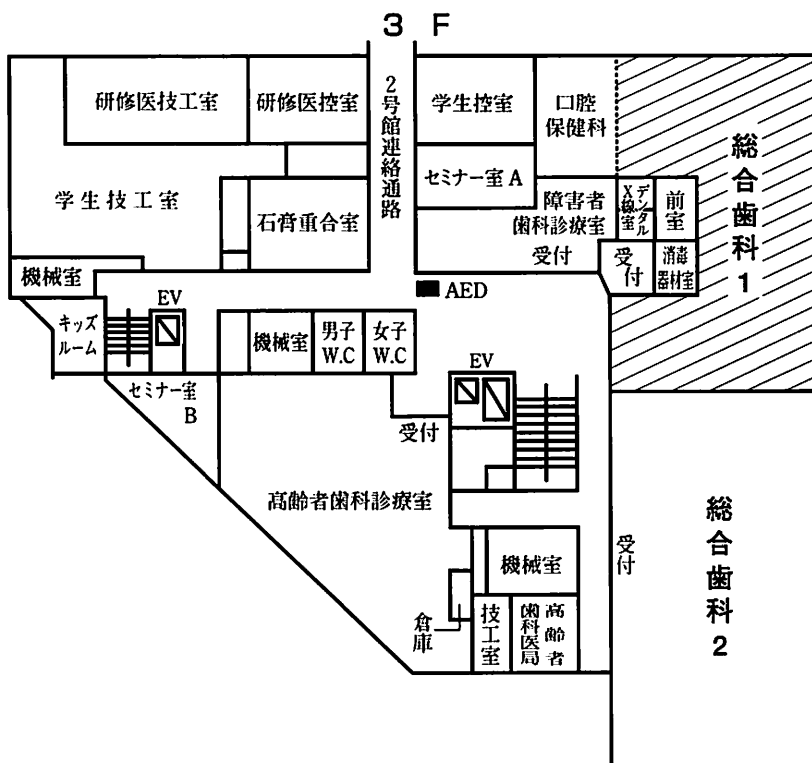 3 F
研修医技工室
研修医控室
2号館連絡通路
学生控室
口腔
保健科
総合歯科1
学生技工室
石膏重合室
セミナー室 A
障害者
歯科診療室
デンタル
X線室
前室
受付
受付
消毒
器材室
機械室
EV
AED
キッズ
ルーム
機械室
男子
W.C
女子
W.C
EV
セミナー室
B
受付
高齢者歯科診療室
総合歯科2
受付
機械室
倉庫
技工室
高齢者
歯科医局